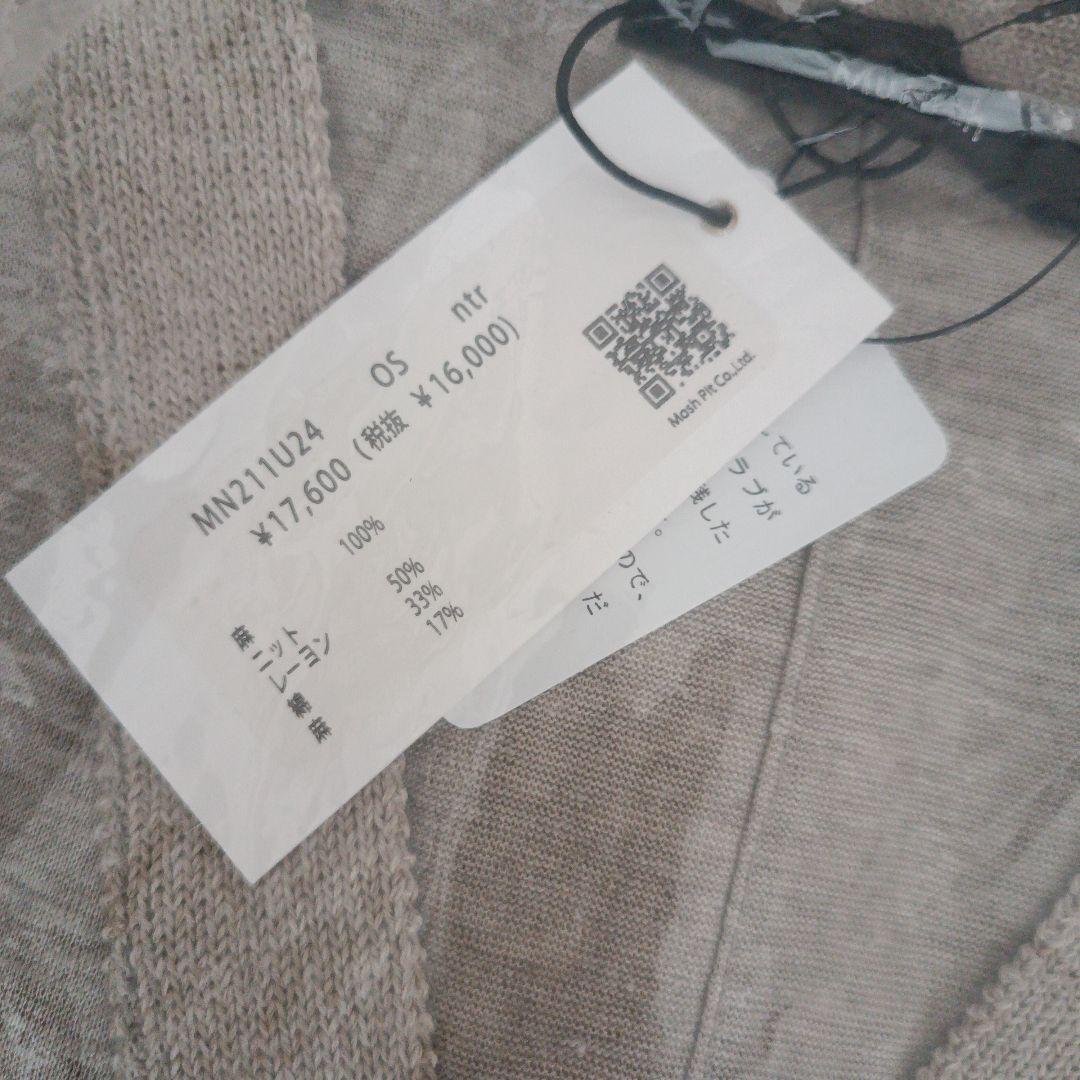 MN211U24 OS ntr
¥17,600 (税抜 ¥16,000)
麻 100%
ニット
レーヨン 50%
綿 33%
麻 17%
Mash Pit Co.,Ltd.
ている
ラブが
残した
。
ので、
だ